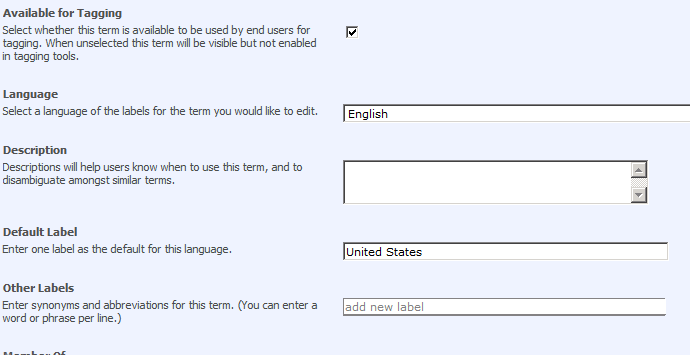 Available for Tagging
Select whether this term is available to be used by end users for
tagging. When unselected this term will be visible but not enabled
in tagging tools.
Language
Select a language of the labels for the term you would like to edit.
English
Description
Descriptions will help users know when to use this term, and to
disambiguate amongst similar terms.
Default Label
Enter one label as the default for this language.
United States
Other Labels
Enter synonyms and abbreviations for this term. (You can enter a
word or phrase per line.)
add new label
Member Of